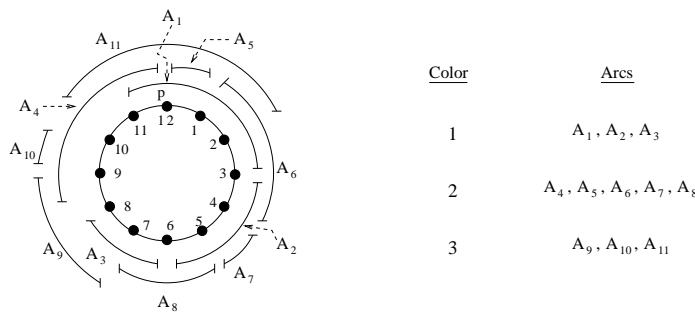 A1
A11
A5
p
A4
12
11
1
10
2
A10
9
3
A6
8
4
7
6
5
A9
A3
A2
A7
A8
Color Arcs
1 A1 , A2 , A3
2 A4 , A5 , A6 , A7 , A8
3 A9 , A10 , A11